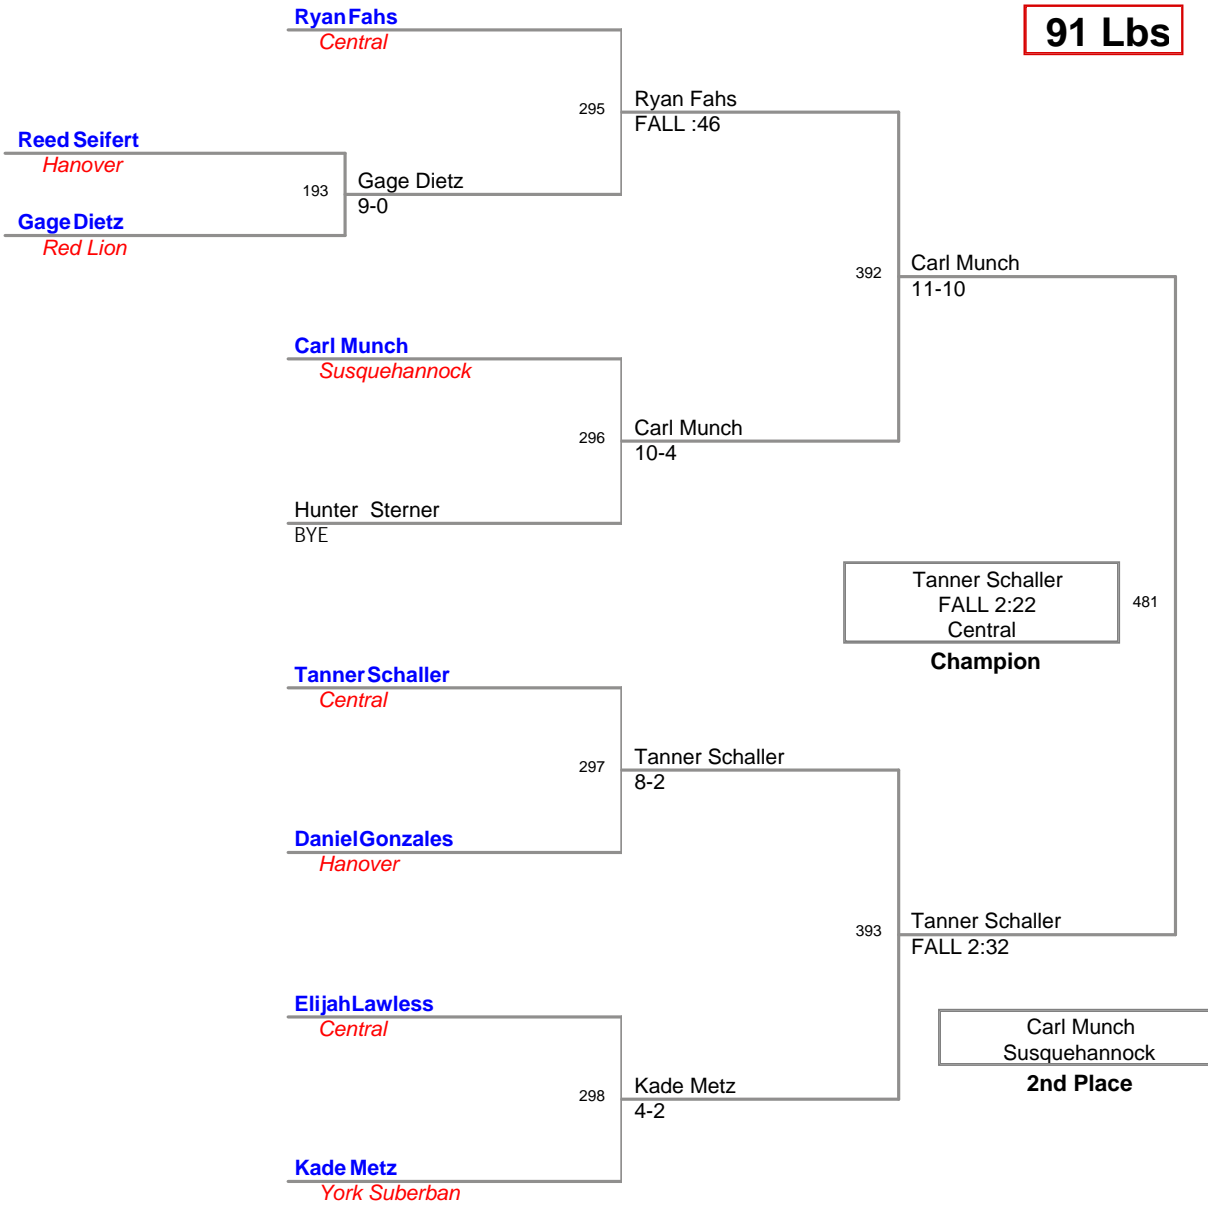 91 Lbs
Ryan Fahs
Central
295
Ryan Fahs
FALL :46
Reed Seifert
Hanover
193
Gage Dietz
9-0
Gage Dietz
Red Lion
392
Carl Munch
11-10
Carl Munch
Susquehannock
296
Carl Munch
10-4
Hunter Sterner
BYE
Tanner Schaller
FALL 2:22
Central
481
Champion
Tanner Schaller
Central
297
Tanner Schaller
8-2
Daniel Gonzales
Hanover
393
Tanner Schaller
FALL 2:32
Elijah Lawless
Central
Carl Munch
Susquehannock
2nd Place
298
Kade Metz
4-2
Kade Metz
York Suberban